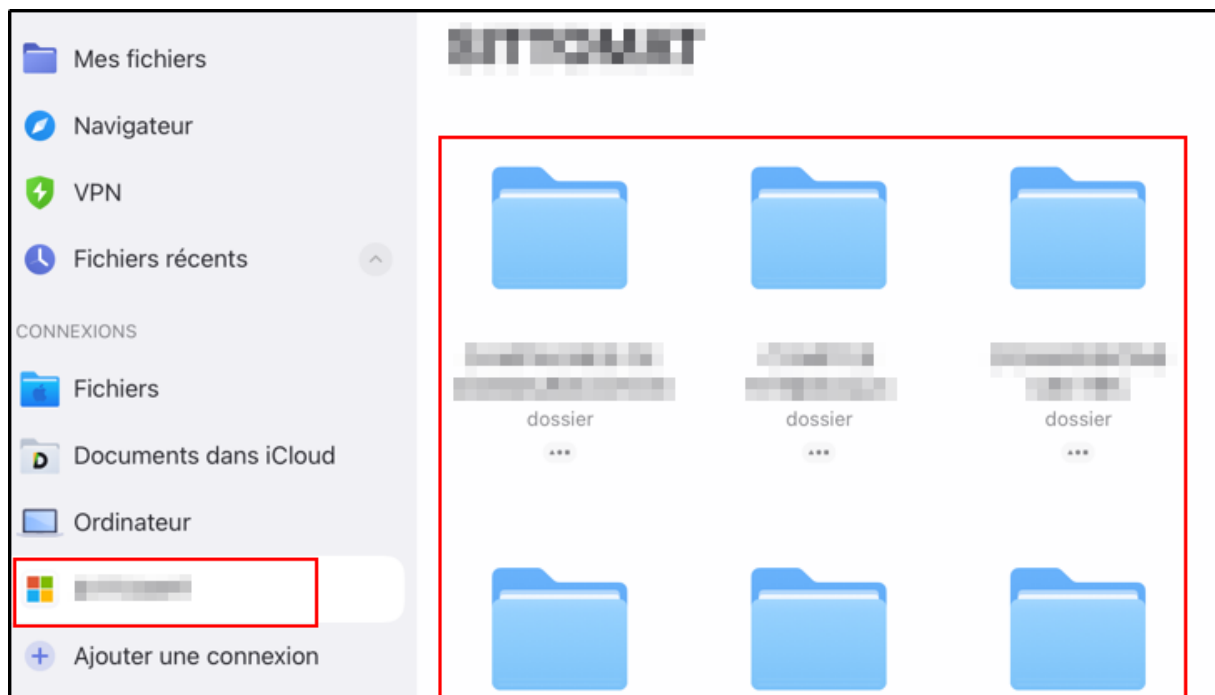 Mes fichiers
Navigateur
VPN
Fichiers récents
CONNEXIONS
Fichiers
Documents dans iCloud
Ordinateur
Ajouter une connexion
dossier
dossier
dossier